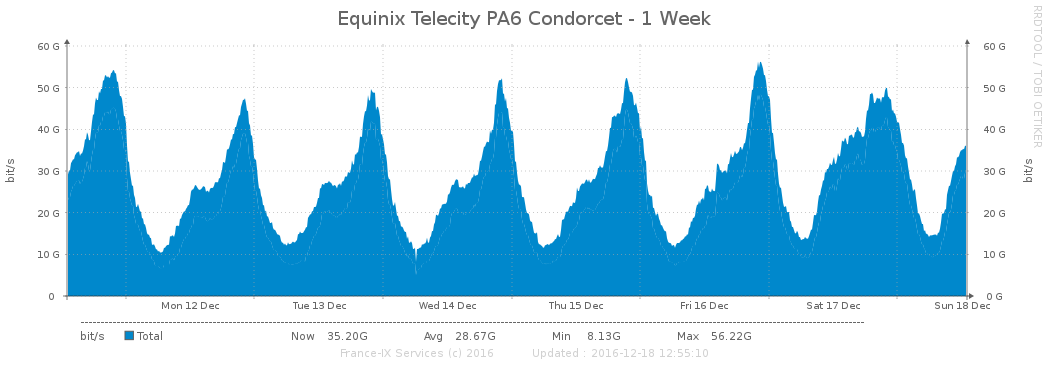 Equinix Telecity PA6 Condorcet - 1 Week
RRDTOOL / TOBI OETIKER
bit/s
60 G 60 G
50 G 50 G
40 G 40 G
30 G 30 G
20 G 20 G
10 G 10 G
0 0 G
bit/s
Mon 12 Dec Tue 13 Dec Wed 14 Dec Thu 15 Dec Fri 16 Dec Sat 17 Dec Sun 18 Dec
bit/s Total Now 35.20G Avg 28.67G Min 8.13G Max 56.22G
France-IX Services (c) 2016 Updated : 2016-12-18 12:55:10